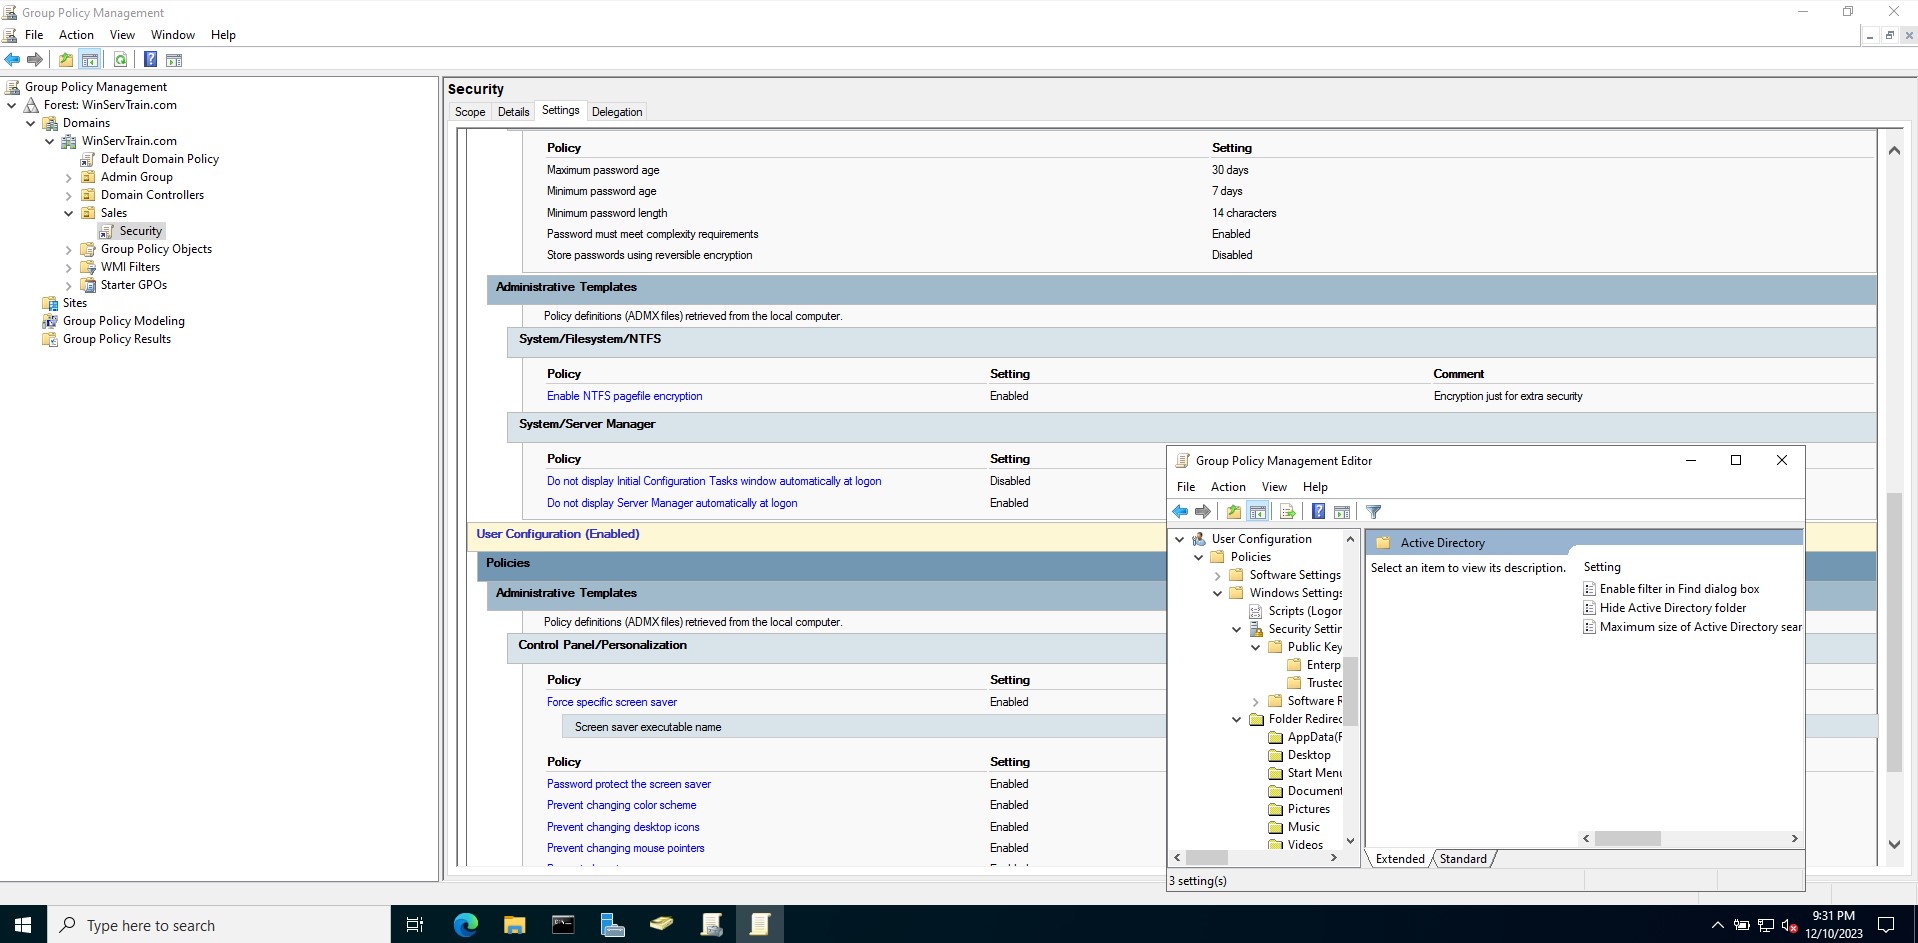 Group Policy Management
File Action View Window Help
Group Policy Management
Forest: WinServTrain.com
Domains
WinServTrain.com
Default Domain Policy
Admin Group
Domain Controllers
Sales
Security
Group Policy Objects
WMI Filters
Starter GPOs
Sites
Group Policy Modeling
Group Policy Results
Security
Scope Details Settings Delegation
Policy Setting
Maximum password age 30 days
Minimum password age 7 days
Minimum password length 14 characters
Password must meet complexity requirements Enabled
Store passwords using reversible encryption Disabled
Administrative Templates
Policy definitions (ADMX files) retrieved from the local computer.
System/Filesystem/NTFS
Policy Setting Comment
Enable NTFS pagefile encryption Enabled Encryption just for extra security
System/Server Manager
Policy Setting
Do not display Initial Configuration Tasks window automatically at logon Disabled
Do not display Server Manager automatically at logon Enabled
User Configuration (Enabled)
Policies
Administrative Templates
Policy definitions (ADMX files) retrieved from the local computer.
Control Panel/Personalization
Policy Setting
Force specific screen saver Enabled
Screen saver executable name
Policy Setting
Password protect the screen saver Enabled
Prevent changing color scheme Enabled
Prevent changing desktop icons Enabled
Prevent changing mouse pointers Enabled
Group Policy Management Editor
File Action View Help
User Configuration
Policies
Software Settings
Windows Settings
Scripts (Logor
Security Settin
Public Key
Enterp
Trusted
Software R
Folder Redirec
AppData(R
Desktop
Start Menu
Document
Pictures
Music
Videos
Active Directory
Select an item to view its description.
Setting
Enable filter in Find dialog box
Hide Active Directory folder
Maximum size of Active Directory sear
Extended Standard
3 setting(s)
Type here to search
9:31 PM
12/10/2023